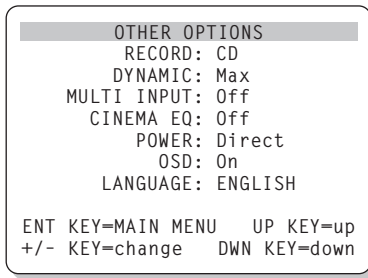 OTHER OPTIONS
RECORD: CD
DYNAMIC: Max
MULTI INPUT: Off
CINEMA EQ: Off
POWER: Direct
OSD: On
LANGUAGE: ENGLISH
ENT KEY=MAIN MENU UP KEY=up
+/- KEY=change DWN KEY=down